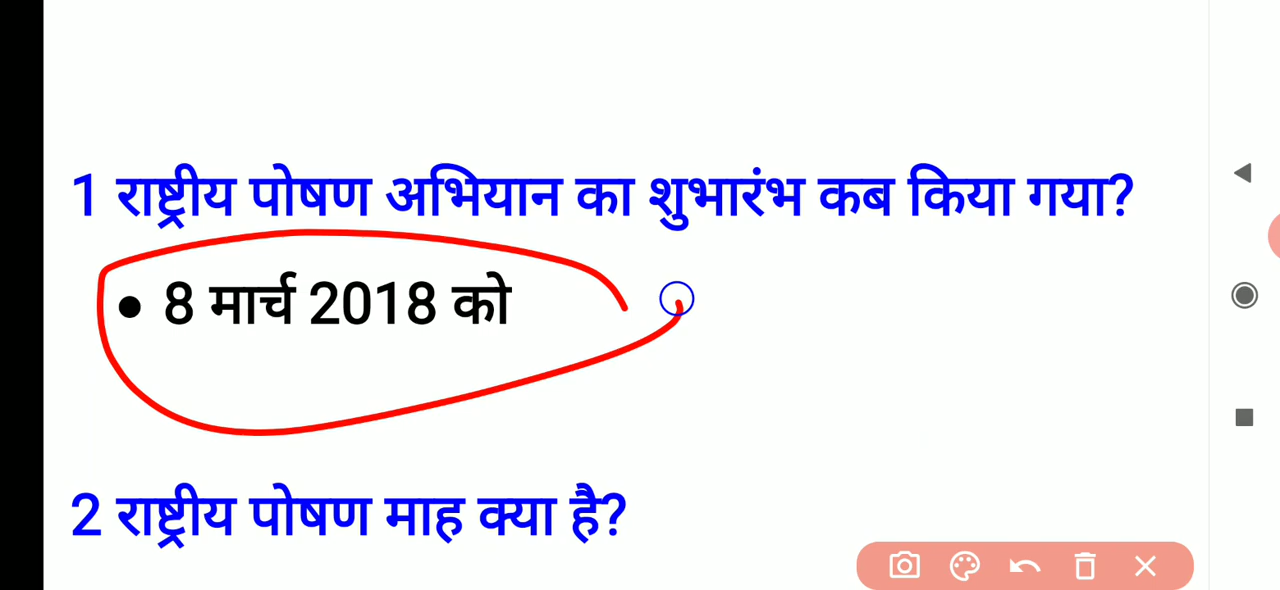 1 राष्ट्रीय पोषण अभियान का शुभारंभ कब किया गया?
• 8 मार्च 2018 को
2 राष्ट्रीय पोषण माह क्या है?